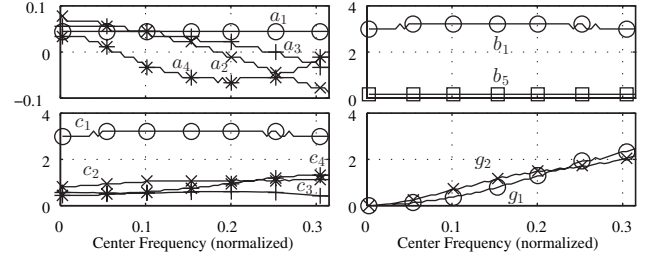 0.1
a₁
0
a₃
a₄
a₂
−0.1
4
b₁
2
b₅
0
4
c₁
2
c₂
c₄
c₃
0
0
0.1
0.2
0.3
Center Frequency (normalized)
4
2
g₂
g₁
0
0
0.1
0.2
0.3
Center Frequency (normalized)